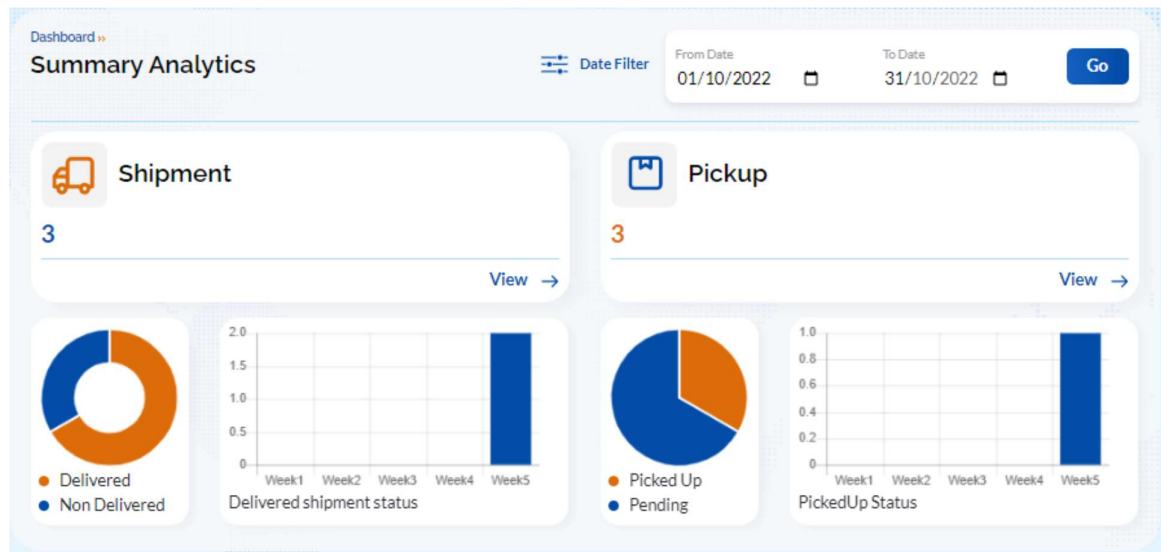 Dashboard »
Summary Analytics
Date Filter
From Date
01/10/2022
To Date
31/10/2022
Go
Shipment
3
View →
Pickup
3
View →
Delivered
Non Delivered
2.0
1.5
1.0
0.5
0
Week1 Week2 Week3 Week4 Week5
Delivered shipment status
Picked Up
Pending
1.0
0.8
0.6
0.4
0.2
0
Week1 Week2 Week3 Week4 Week5
PickedUp Status